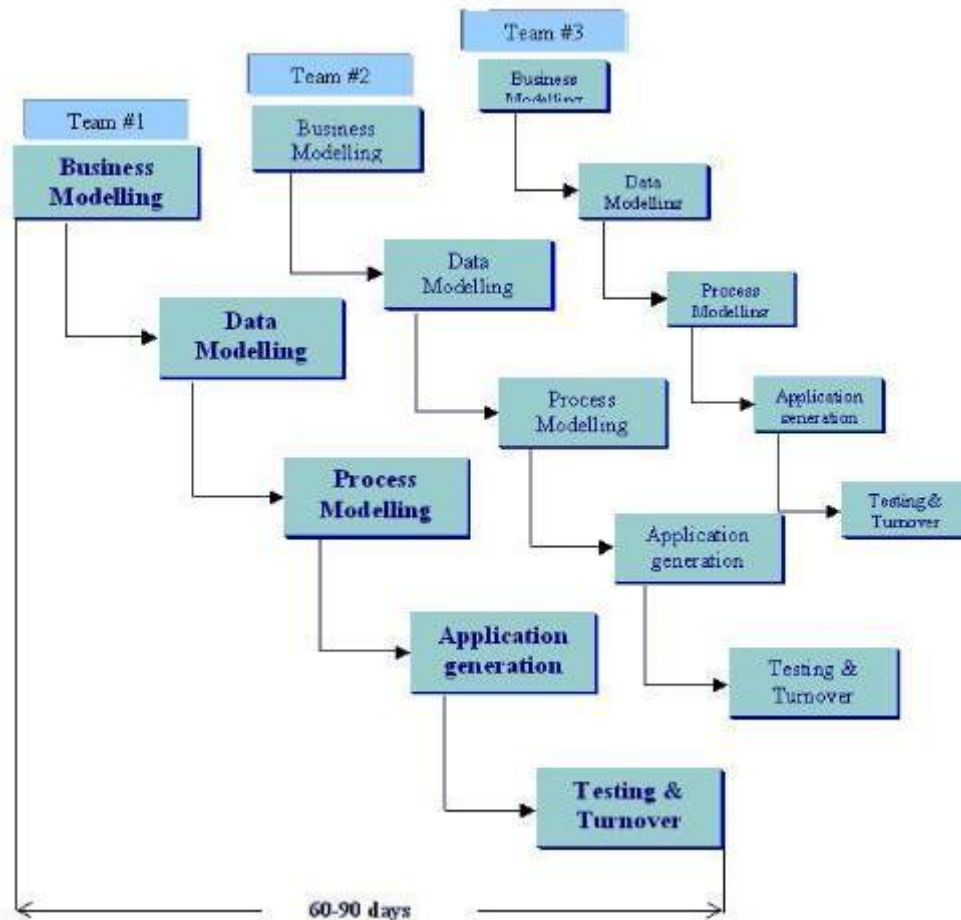 Team #1
Business
Modelling
Data
Modelling
Process
Modelling
Application
generation
Testing &
Turnover
Team #2
Business
Modelling
Data
Modelling
Process
Modelling
Application
generation
Testing &
Turnover
Team #3
Business
Modelling
Data
Modelling
Process
Modelling
Application
generation
Testing &
Turnover
60-90 days